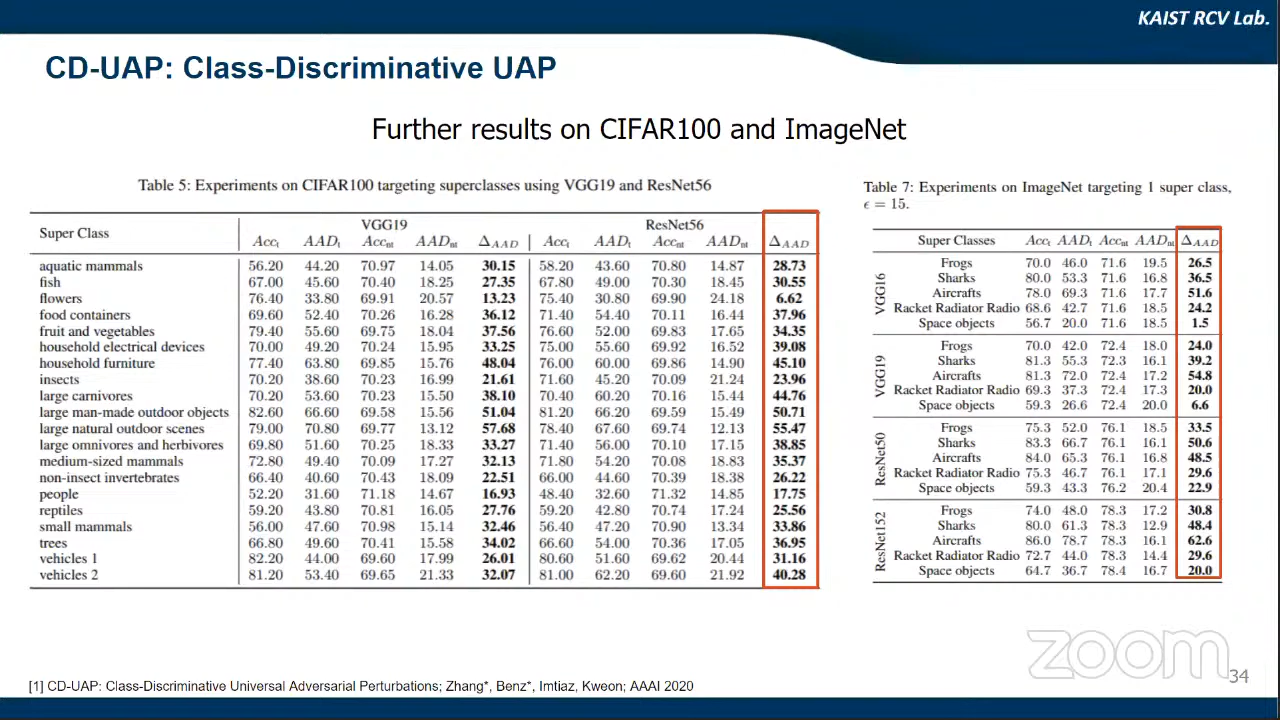 KAIST RCV Lab.
CD-UAP: Class-Discriminative UAP
Further results on CIFAR100 and ImageNet
Table 5: Experiments on CIFAR100 targeting superclasses using VGG19 and ResNet56
Super Class VGG19 ResNet56
Acc_t AAD_t Acc_nt AAD_nt Δ_AAD Acc_t AAD_t Acc_nt AAD_nt Δ_AAD
aquatic mammals 56.20 44.20 70.97 14.05 30.15 58.20 43.60 70.80 14.87 28.73
fish 67.00 45.60 70.40 18.25 27.35 67.80 49.00 70.30 18.45 30.55
flowers 76.40 33.80 69.91 20.57 13.23 75.40 30.80 69.90 24.18 6.62
food containers 69.60 52.40 70.26 16.28 36.12 71.40 54.40 70.11 16.44 37.96
fruit and vegetables 79.40 55.60 69.75 18.04 37.56 76.60 52.00 69.83 17.65 34.35
household electrical devices 70.00 49.20 70.24 15.95 33.25 75.00 55.60 69.92 16.52 39.08
household furniture 77.40 63.80 69.85 15.76 48.04 76.00 60.00 69.86 14.90 45.10
insects 70.20 38.60 70.23 16.99 21.61 71.60 45.20 70.09 21.24 23.96
large carnivores 70.20 53.60 70.23 15.50 38.10 70.40 60.20 70.16 15.44 44.76
large man-made outdoor objects 82.60 66.60 69.58 15.56 51.04 81.20 66.20 69.59 15.49 50.71
large natural outdoor scenes 79.00 70.80 69.77 13.12 57.68 78.40 67.60 69.74 12.13 55.47
large omnivores and herbivores 69.80 51.60 70.25 18.33 33.27 71.40 56.00 70.10 17.15 38.85
medium-sized mammals 72.80 49.40 70.09 17.27 32.13 71.80 54.20 70.08 18.83 35.37
non-insect invertebrates 66.40 40.60 70.43 18.09 22.51 66.00 44.60 70.39 18.38 26.22
people 52.20 31.60 71.18 14.67 16.93 48.40 32.60 71.32 14.85 17.75
reptiles 59.20 43.80 70.81 16.05 27.76 59.20 42.80 70.74 17.24 25.56
small mammals 56.00 47.60 70.98 15.14 32.46 56.40 47.20 70.90 13.34 33.86
trees 66.80 49.60 70.41 15.58 34.02 66.60 54.00 70.36 17.05 36.95
vehicles 1 82.20 44.00 69.60 17.99 26.01 80.60 51.60 69.62 20.44 31.16
vehicles 2 81.20 53.40 69.65 21.33 32.07 81.00 62.20 69.60 21.92 40.28
Table 7: Experiments on ImageNet targeting 1 super class,
ϵ = 15.
Super Classes Acc_t AAD_t Acc_nt AAD_nt Δ_AAD
VGG16
Frogs 70.0 46.0 71.6 19.5 26.5
Sharks 80.0 53.3 71.6 16.8 36.5
Aircrafts 78.0 69.3 71.6 17.7 51.6
Racket Radiator Radio 68.6 42.7 71.6 18.5 24.2
Space objects 56.7 20.0 71.6 18.5 1.5
VGG19
Frogs 70.0 42.0 72.4 18.0 24.0
Sharks 81.3 55.3 72.3 16.1 39.2
Aircrafts 81.3 72.0 72.4 17.2 54.8
Racket Radiator Radio 69.3 37.3 72.4 17.3 20.0
Space objects 59.3 26.6 72.4 20.0 6.6
ResNet50
Frogs 75.3 52.0 76.1 18.5 33.5
Sharks 83.3 66.7 76.1 16.1 50.6
Aircrafts 84.0 65.3 76.1 16.8 48.5
Racket Radiator Radio 75.3 46.7 76.1 17.1 29.6
Space objects 59.3 43.3 76.2 20.4 22.9
ResNet152
Frogs 74.0 48.0 78.3 17.2 30.8
Sharks 80.0 61.3 78.3 12.9 48.4
Aircrafts 86.0 78.7 78.3 16.1 62.6
Racket Radiator Radio 72.7 44.0 78.3 14.4 29.6
Space objects 64.7 36.7 78.4 16.7 20.0
zoom
34
[1] CD-UAP: Class-Discriminative Universal Adversarial Perturbations; Zhang*, Benz*, Imtiaz, Kweon; AAAI 2020